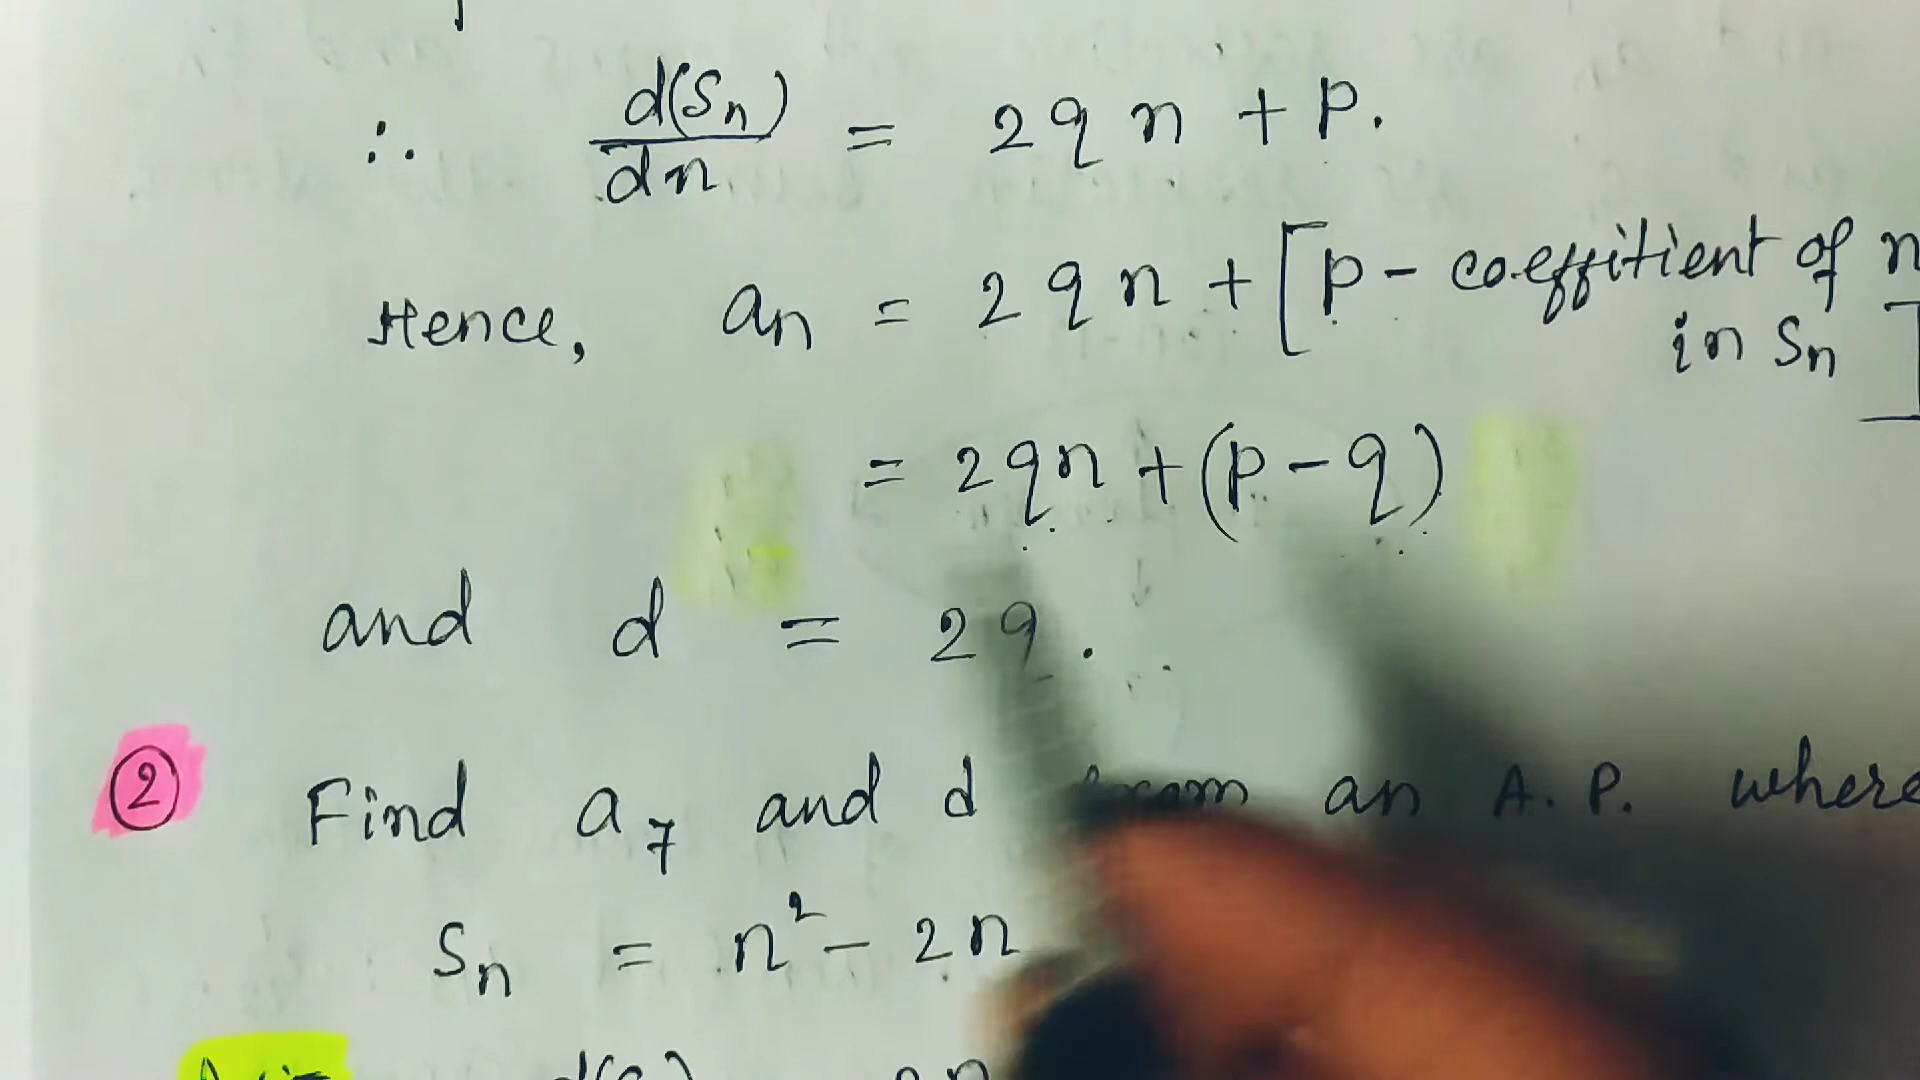 ∴ d(Sn)/dn = 2qn + p.
Hence, an = 2qn + [p - coeffitient of n
in Sn]
= 2qn + (p - q)
and d = 2q.
② Find a7 and d from an A.P. where
Sn = n² - 2n